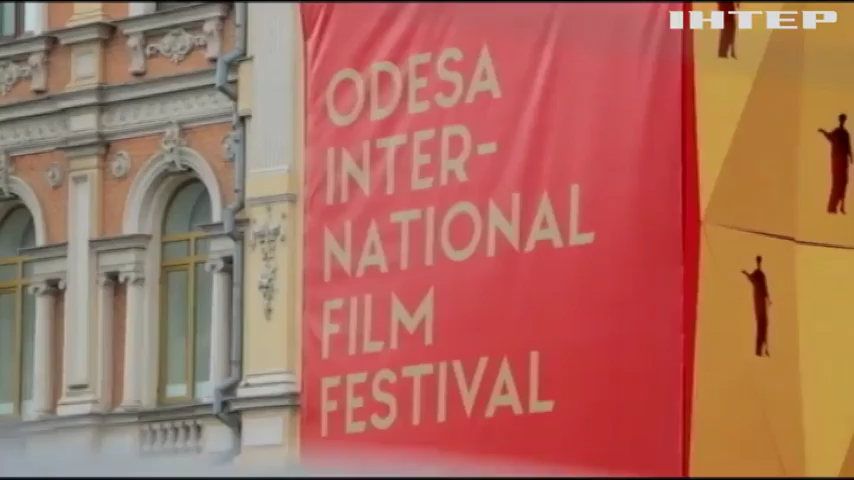 ІНТЕР
ODESA
INTER-
NATIONAL
FILM
FESTIVAL